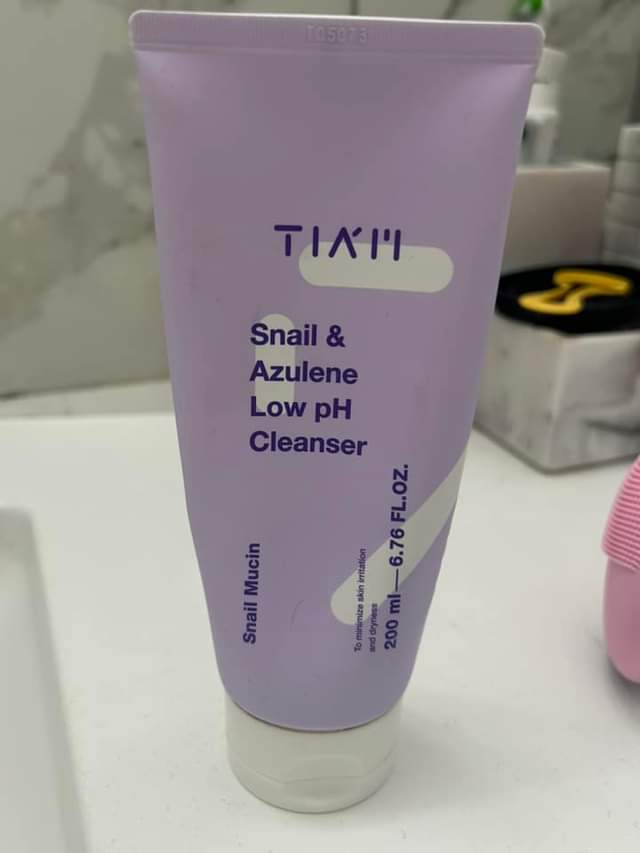 TIA'M
Snail &
Azulene
Low pH
Cleanser
Snail Mucin
To minimize skin irritation
and dryness
200 ml — 6.76 FL.OZ.